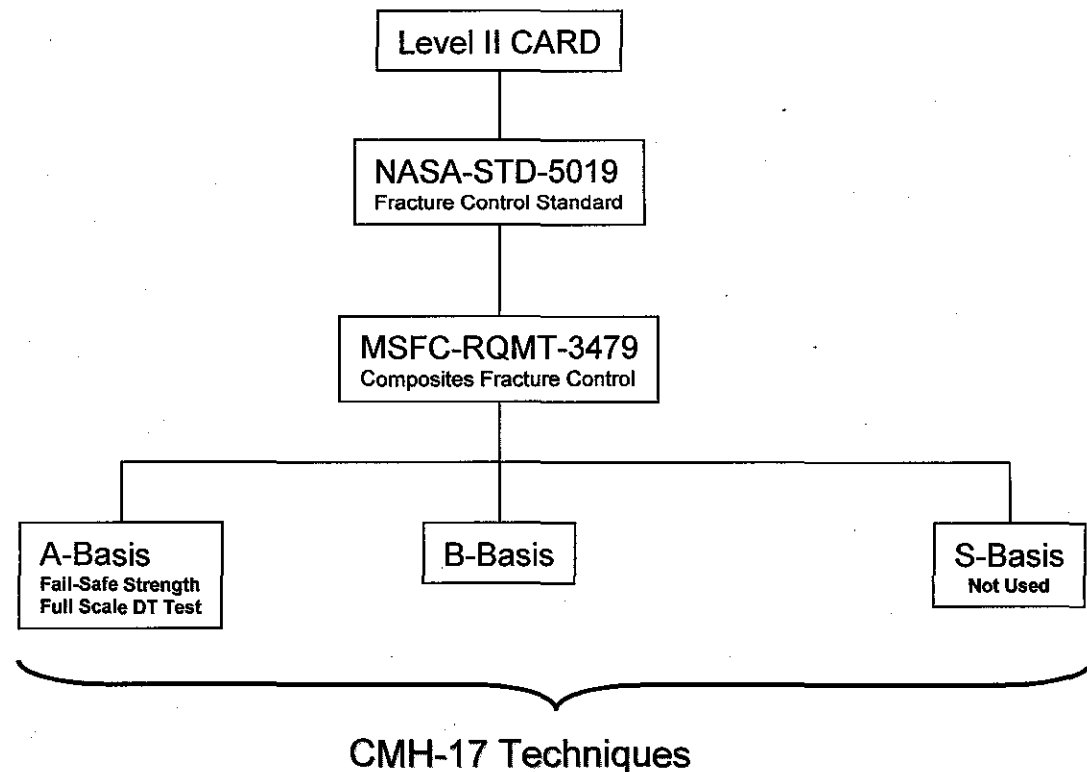 Level II CARD
NASA-STD-5019
Fracture Control Standard
MSFC-RQMT-3479
Composites Fracture Control
A-Basis
Fail-Safe Strength
Full Scale DT Test
B-Basis
S-Basis
Not Used
CMH-17 Techniques